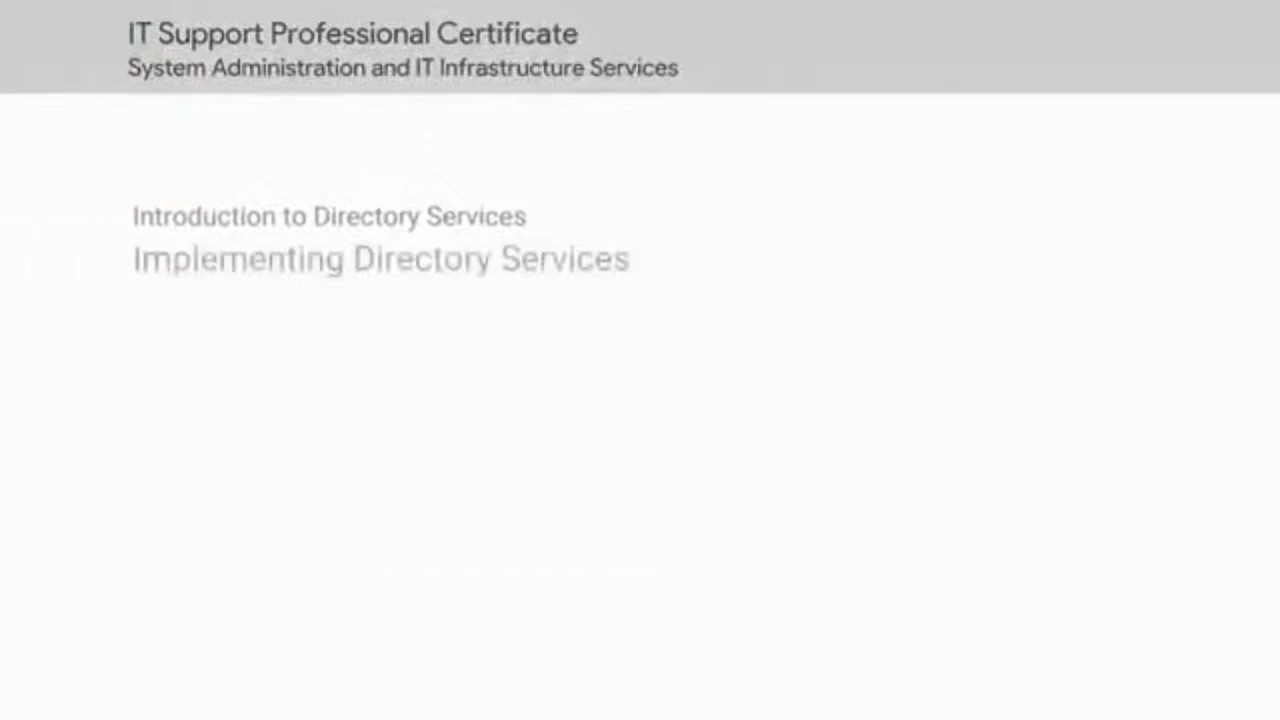 IT Support Professional Certificate
System Administration and IT Infrastructure Services
Introduction to Directory Services
Implementing Directory Services